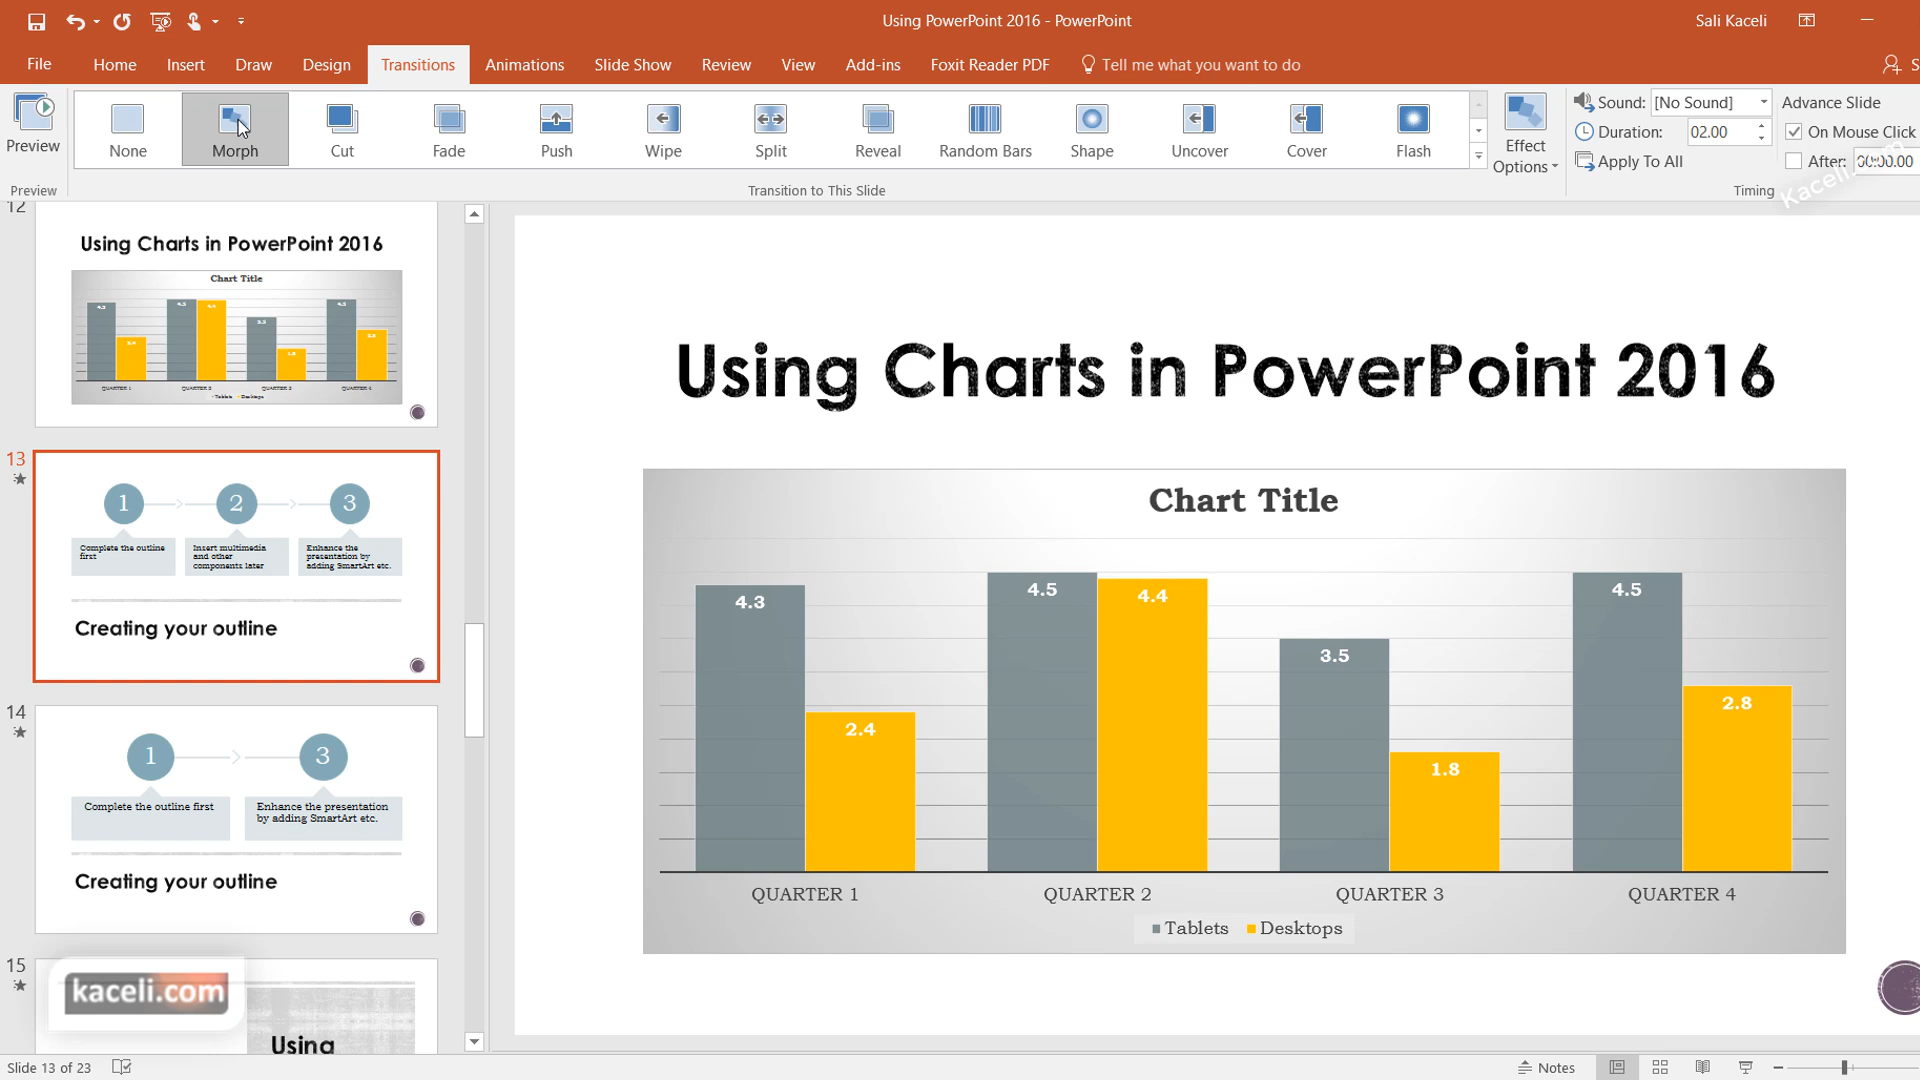 Using PowerPoint 2016 - PowerPoint
Sali Kaceli
File Home Insert Draw Design Transitions Animations Slide Show Review View Add-ins Foxit Reader PDF Tell me what you want to do S
Preview
None Morph Cut Fade Push Wipe Split Reveal Random Bars Shape Uncover Cover Flash
Effect
Options
Sound: [No Sound]
Duration: 02.00
Apply To All
Advance Slide
On Mouse Click
After: 00:00.00
Preview
Transition to This Slide
Timing
Kaceli.com
12
Using Charts in PowerPoint 2016
Chart Title
4.3 2.4 4.5 4.4 3.5 1.8 4.5 2.8
QUARTER 1 QUARTER 2 QUARTER 3 QUARTER 4
Tablets Desktops
13
1 2 3
Complete the outline
first
Insert multimedia
and other
components later
Enhance the
presentation by
adding SmartArt etc.
Creating your outline
14
1 3
Complete the outline first
Enhance the presentation
by adding SmartArt etc.
Creating your outline
15
kaceli.com
Using
Using Charts in PowerPoint 2016
Chart Title
4.3 2.4 4.5 4.4 3.5 1.8 4.5 2.8
QUARTER 1 QUARTER 2 QUARTER 3 QUARTER 4
Tablets Desktops
Slide 13 of 23
Notes